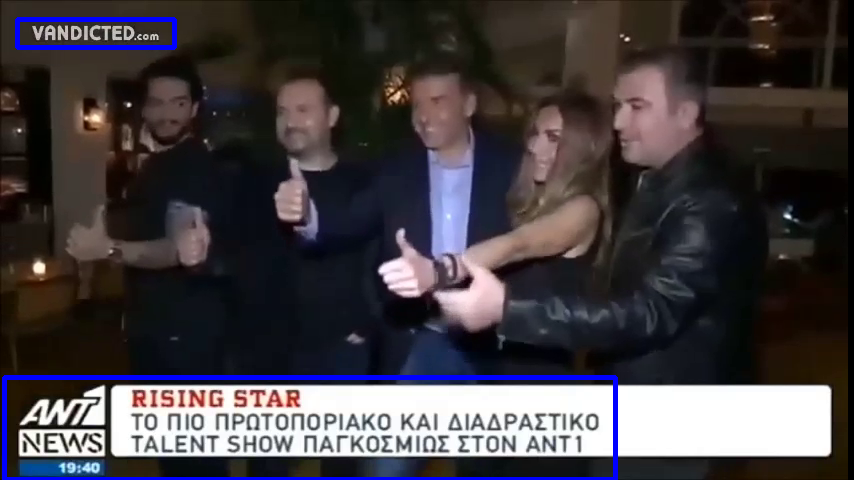 VANDICTED.com
RISING STAR
ΤΟ ΠΙΟ ΠΡΩΤΟΠΟΡΙΑΚΟ ΚΑΙ ΔΙΑΔΡΑΣΤΙΚΟ
TALENT SHOW ΠΑΓΚΟΣΜΙΩΣ ΣΤΟΝ ΑΝΤ1
ANT1
NEWS
19:40